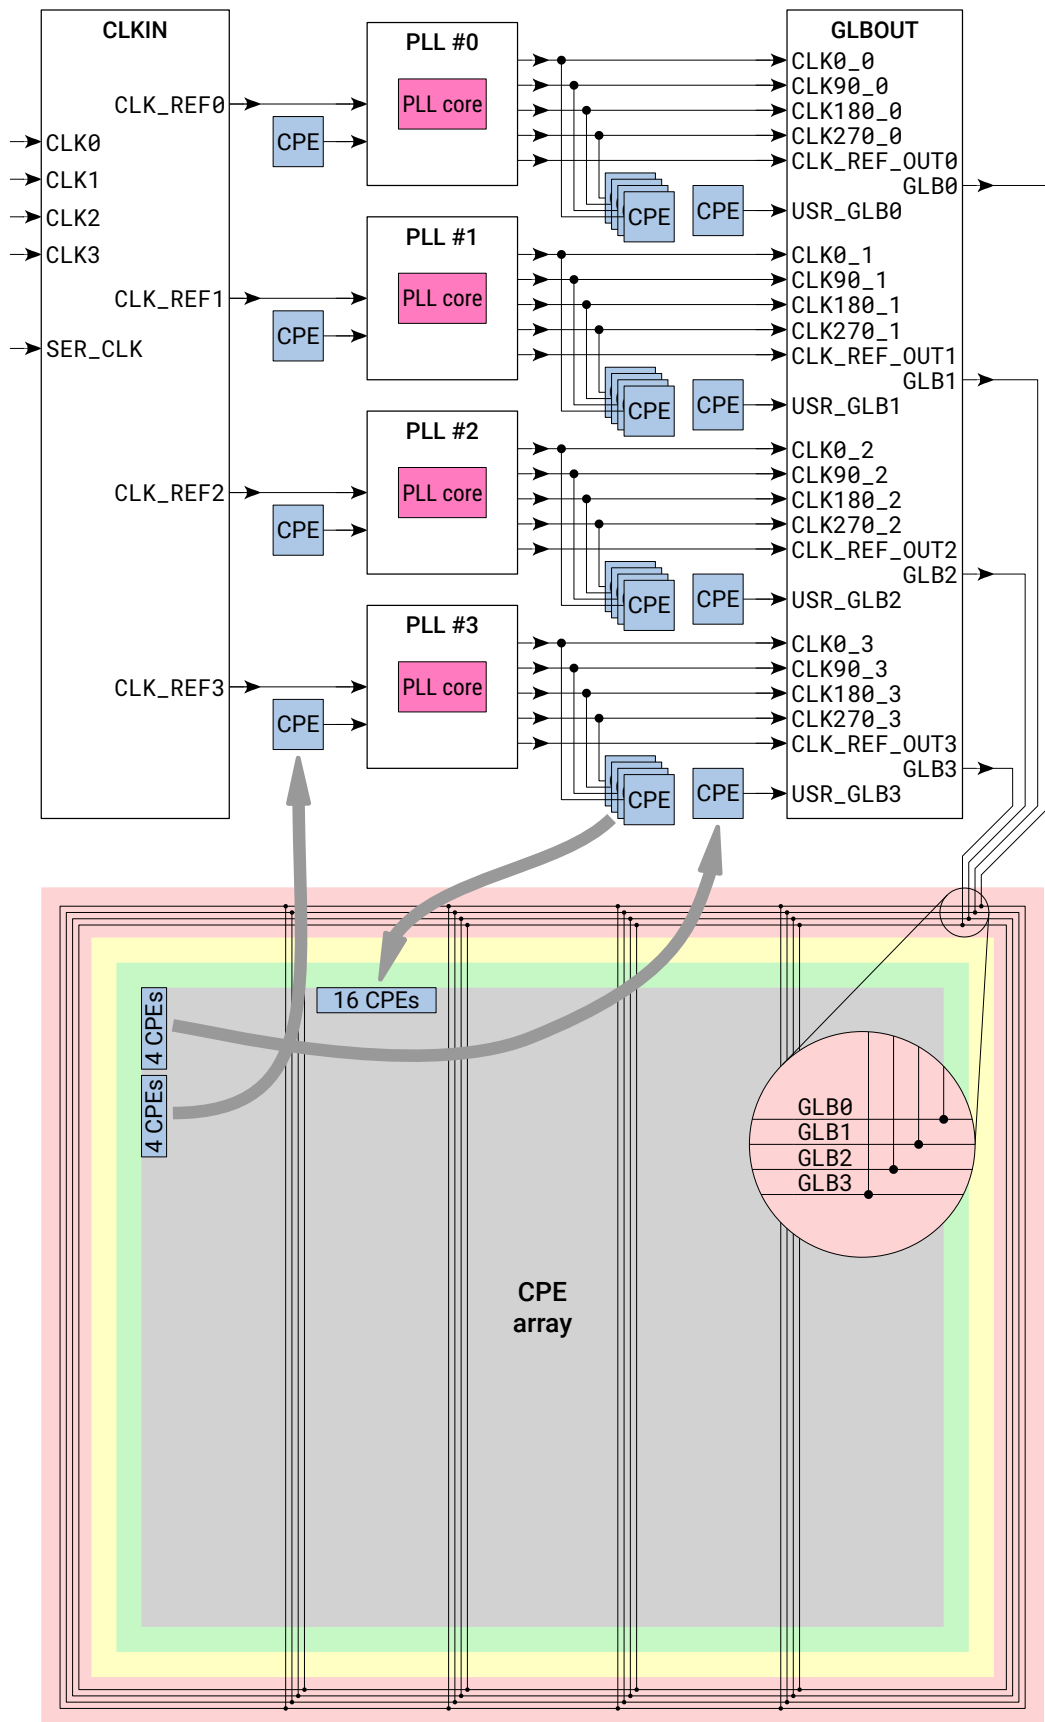 CLKIN
CLK_REF0
CLK0
CLK1
CLK2
CLK3
CLK_REF1
SER_CLK
CLK_REF2
CLK_REF3
CPE
CPE
CPE
CPE
PLL #0
PLL core
PLL #1
PLL core
PLL #2
PLL core
PLL #3
PLL core
CPE
CPE
CPE
CPE
CPE
CPE
CPE
CPE
GLBOUT
CLK0_0
CLK90_0
CLK180_0
CLK270_0
CLK_REF_OUT0
GLB0
USR_GLB0
CLK0_1
CLK90_1
CLK180_1
CLK270_1
CLK_REF_OUT1
GLB1
USR_GLB1
CLK0_2
CLK90_2
CLK180_2
CLK270_2
CLK_REF_OUT2
GLB2
USR_GLB2
CLK0_3
CLK90_3
CLK180_3
CLK270_3
CLK_REF_OUT3
GLB3
USR_GLB3
4 CPEs
4 CPEs
16 CPEs
GLB0
GLB1
GLB2
GLB3
CPE
array